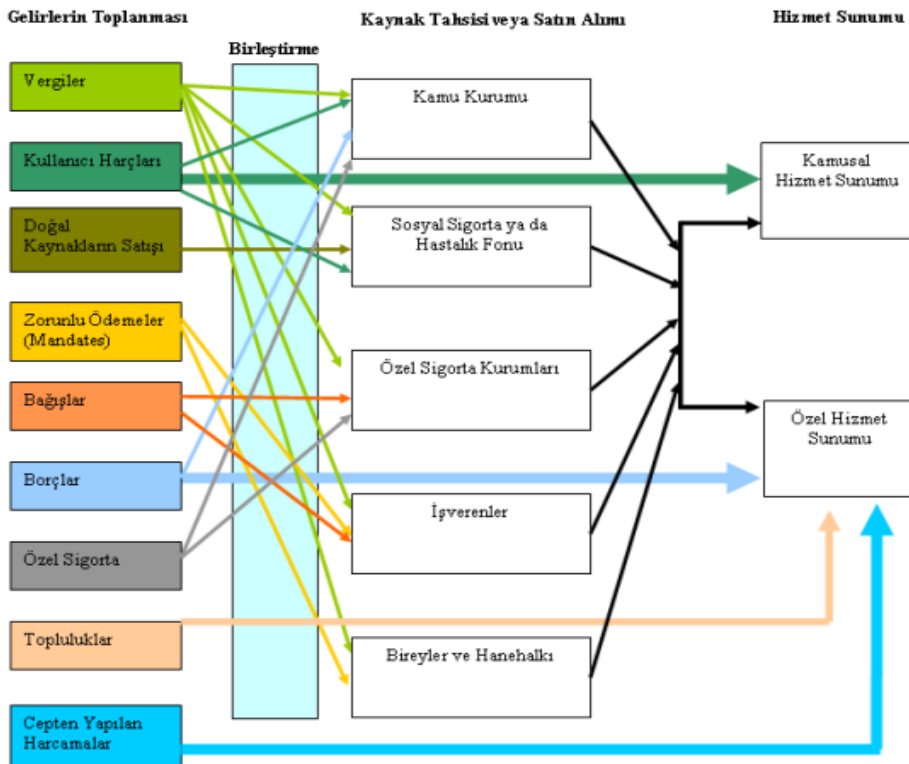 Gelirlerin Toplanması
Kaynak Tahsisi veya Satın Alımı
Hizmet Sunumu
Birleştirme
Vergiler
Kullanıcı Harçları
Doğal
Kaynakların Satışı
Zorunlu Ödemeler
(Mandates)
Bağışlar
Borçlar
Özel Sigorta
Topluluklar
Cepten Yapılan
Harcamalar
Kamu Kurumu
Sosyal Sigorta ya da
Hastalık Fonu
Özel Sigorta Kurumları
İşverenler
Bireyler ve Hanehalkı
Kamusal
Hizmet Sunumu
Özel Hizmet
Sunumu